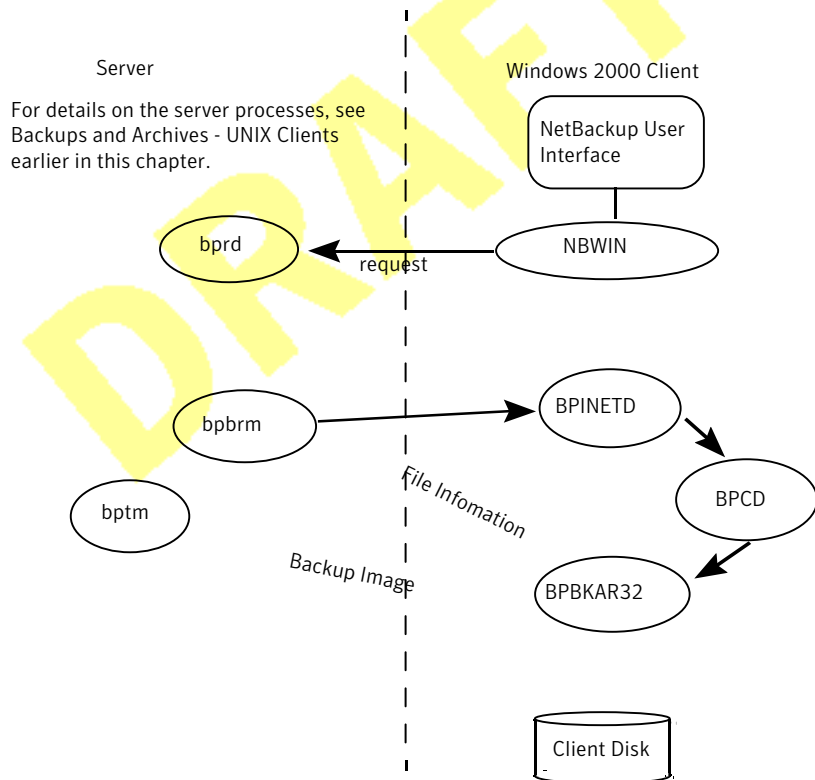 Server
Windows 2000 Client
For details on the server processes, see
Backups and Archives - UNIX Clients
earlier in this chapter.
NetBackup User
Interface
bprd
NBWIN
request
BPINETD
bpbrm
File Infomation
BPCD
bptm
Backup Image
BPBKAR32
Client Disk
DRAFT